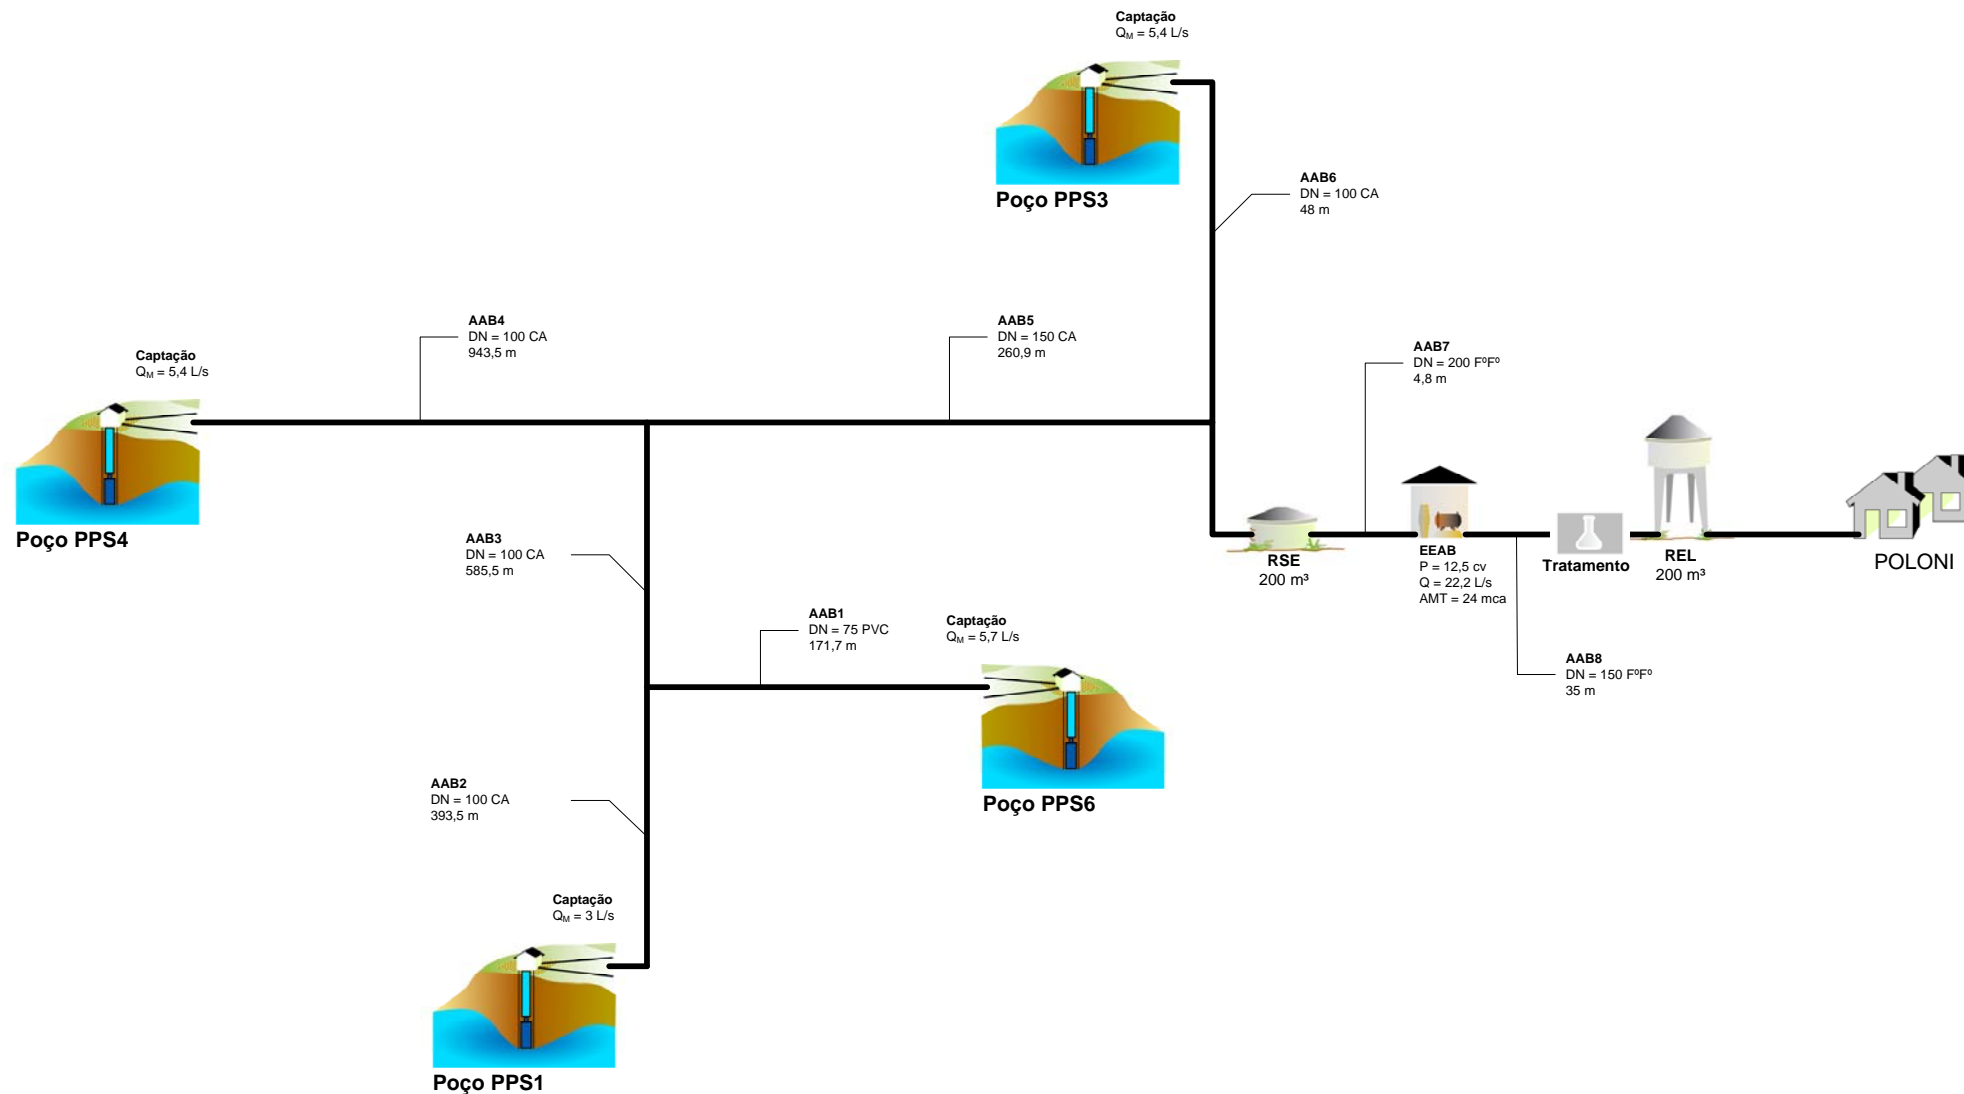 Captação
QM = 5,4 L/s
Poço PPS3
AAB6
DN = 100 CA
48 m
AAB4
DN = 100 CA
943,5 m
AAB5
DN = 150 CA
260,9 m
AAB7
DN = 200 FºFº
4,8 m
Captação
QM = 5,4 L/s
Poço PPS4
AAB3
DN = 100 CA
585,5 m
RSE
200 m³
EEAB
P = 12,5 cv
Q = 22,2 L/s
AMT = 24 mca
Tratamento
REL
200 m³
POLONI
AAB1
DN = 75 PVC
171,7 m
Captação
QM = 5,7 L/s
Poço PPS6
AAB8
DN = 150 FºFº
35 m
AAB2
DN = 100 CA
393,5 m
Captação
QM = 3 L/s
Poço PPS1